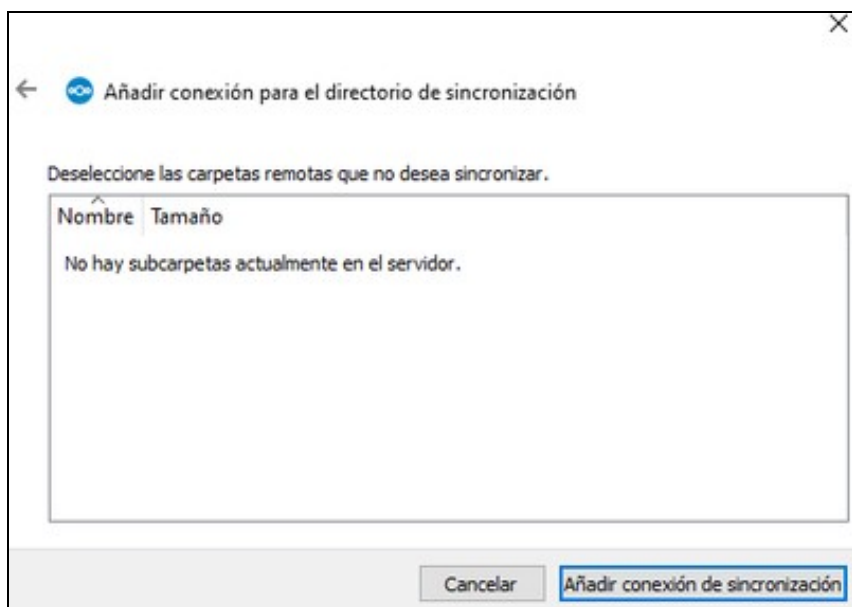 Añadir conexión para el directorio de sincronización
Deseleccione las carpetas remotas que no desea sincronizar.
Nombre Tamaño
No hay subcarpetas actualmente en el servidor.
Cancelar Añadir conexión de sincronización